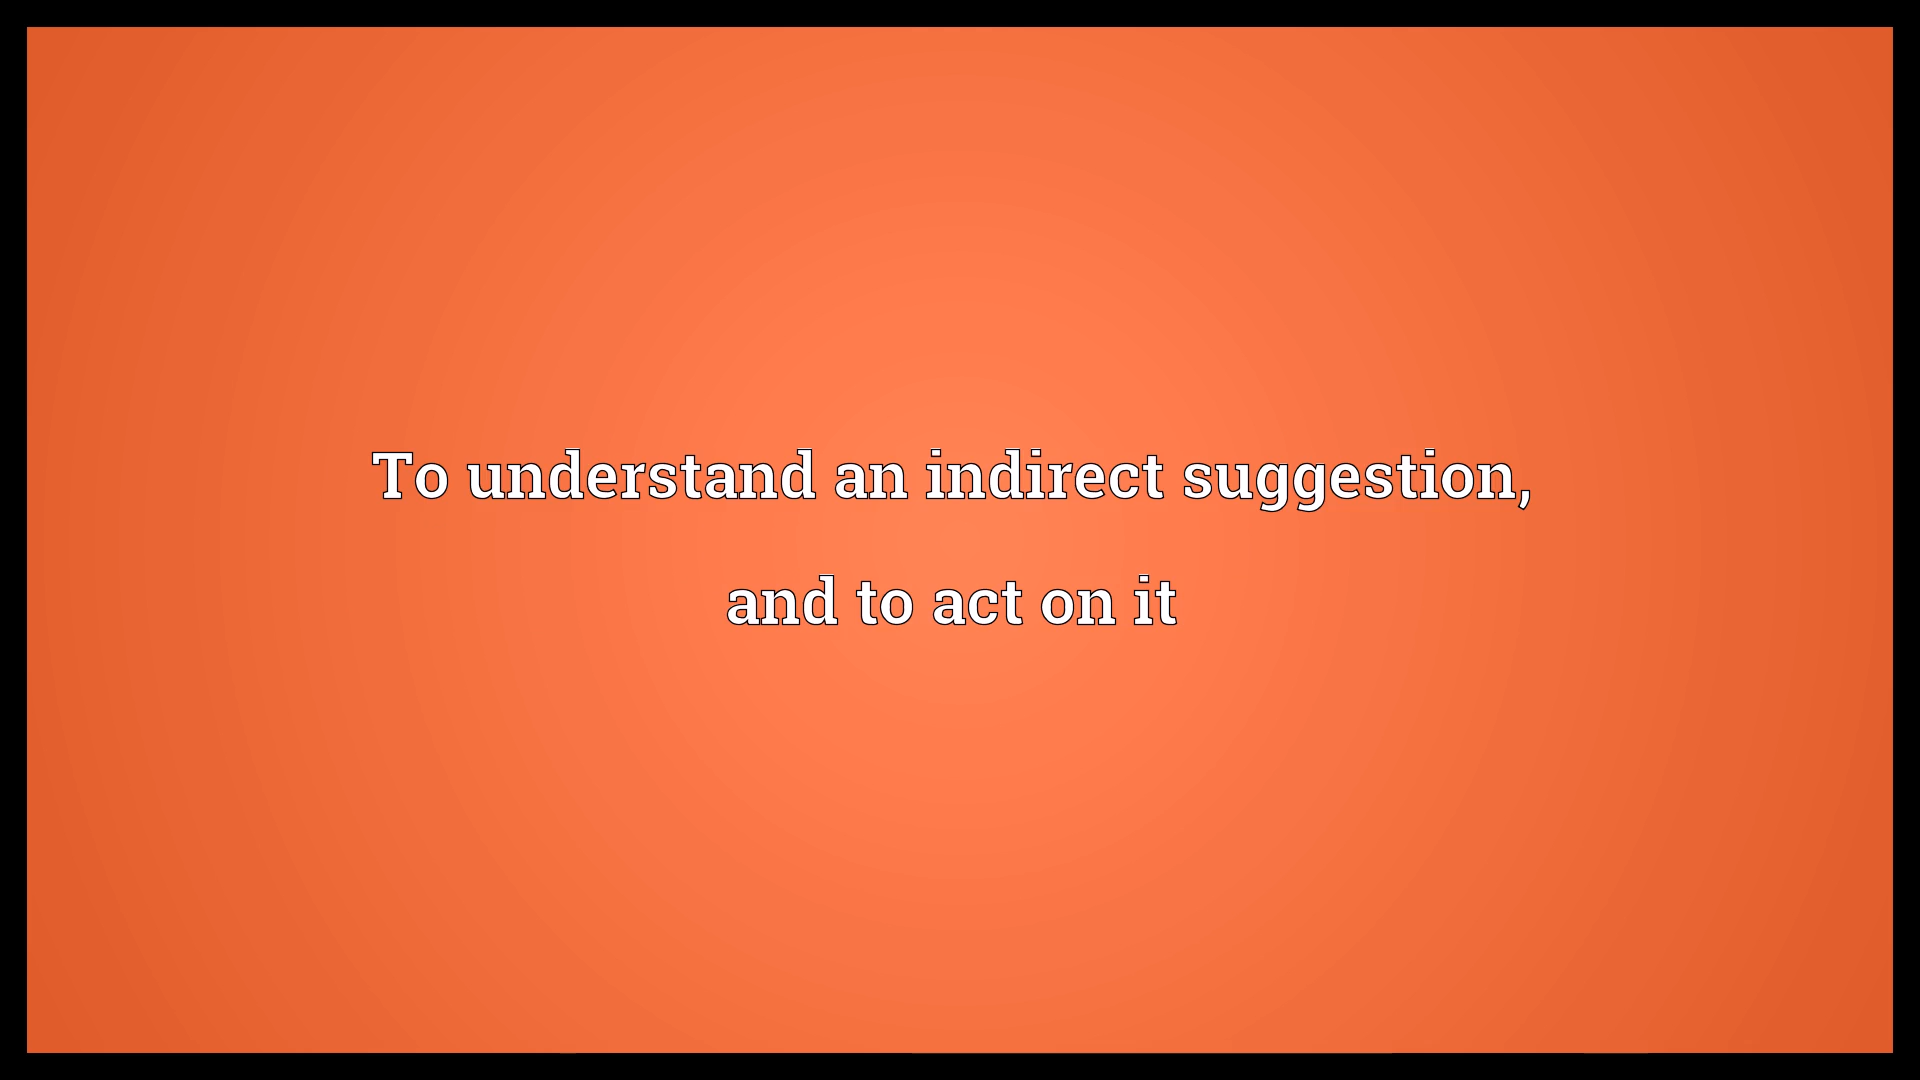 To understand an indirect suggestion,
and to act on it